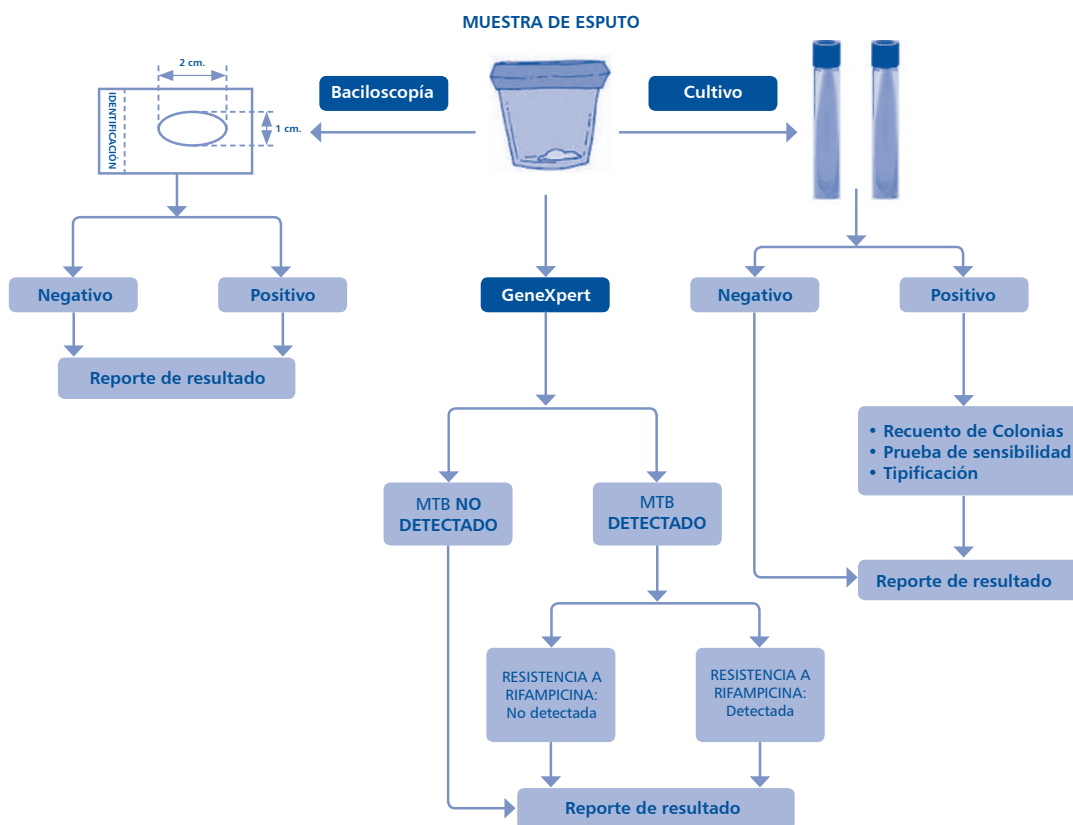 MUESTRA DE ESPUTO
2 cm.
IDENTIFICACIÓN
1 cm.
Baciloscopía
Cultivo
Negativo
Positivo
Reporte de resultado
GeneXpert
MTB NO
DETECTADO
MTB
DETECTADO
RESISTENCIA A
RIFAMPICINA:
No detectada
RESISTENCIA A
RIFAMPICINA:
Detectada
Reporte de resultado
Negativo
Positivo
• Recuento de Colonias
• Prueba de sensibilidad
• Tipificación
Reporte de resultado